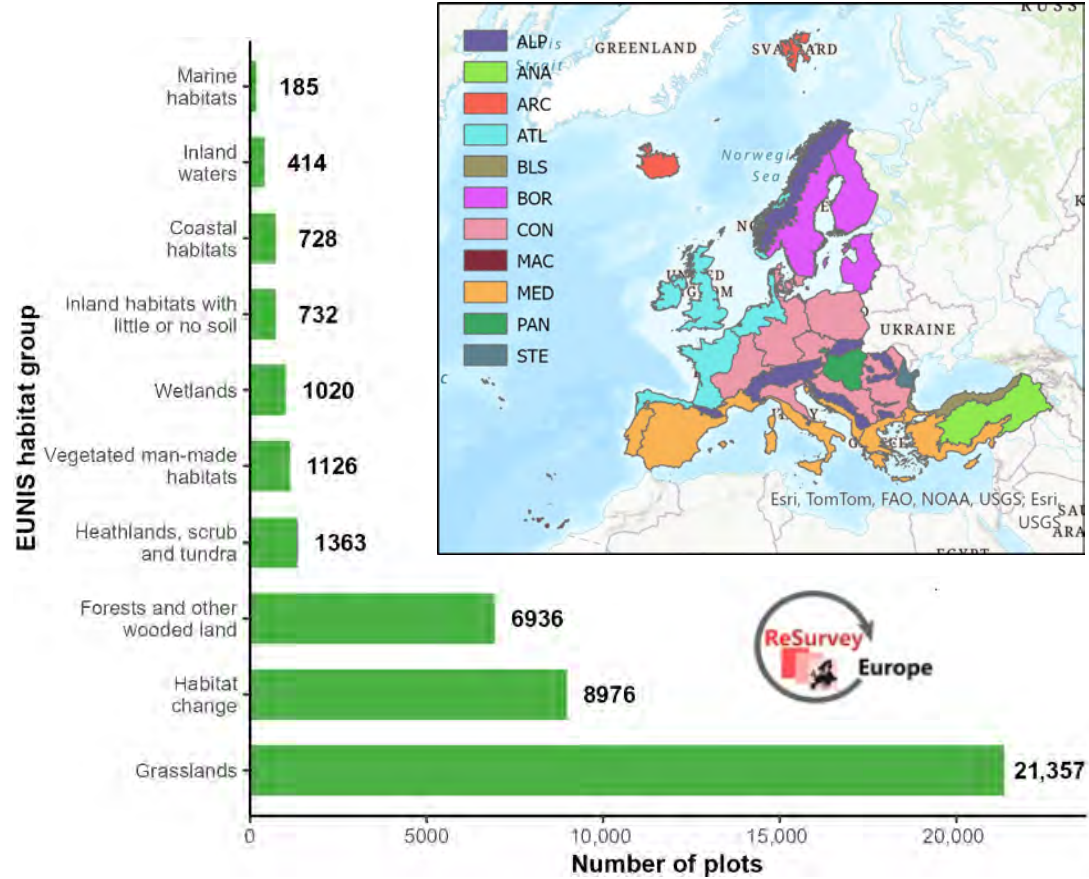 EUNIS habitat group
Marine
habitats
185
Inland
waters
414
Coastal
habitats
728
Inland habitats with
little or no soil
732
Wetlands
1020
Vegetated man-made
habitats
1126
Heathlands, scrub
and tundra
1363
Forests and other
wooded land
6936
Habitat
change
8976
Grasslands
21,357
0
5000
10,000
15,000
20,000
Number of plots
ALP
ANA
ARC
ATL
BLS
BOR
CON
MAC
MED
PAN
STE
Strait
GREENLAND
RUSS
Sea
UKRAINE
EGYPT
Esri, TomTom, FAO, NOAA, USGS; Esri,
USGS
ReSurvey
Europe